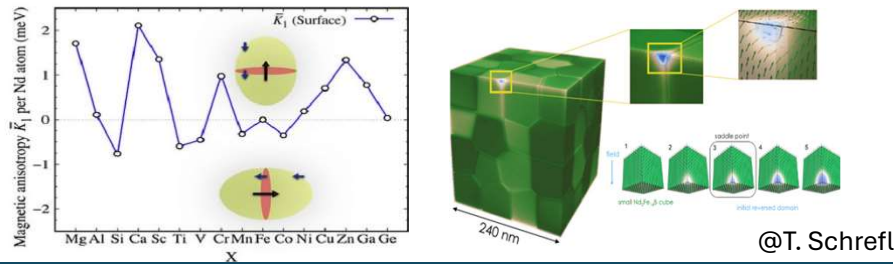 K̄₁ (Surface)
Magnetic anisotropy K̄₁ per Nd atom (meV)
2
1
0
−1
−2
Mg Al Si Ca Sc Ti V Cr Mn Fe Co Ni Cu Zn Ga Ge
X
240 nm
saddle point
field
1 2 3 4 5
small Nd₂Fe₁₄B cube
initial reversed domain
@T. Schrefl